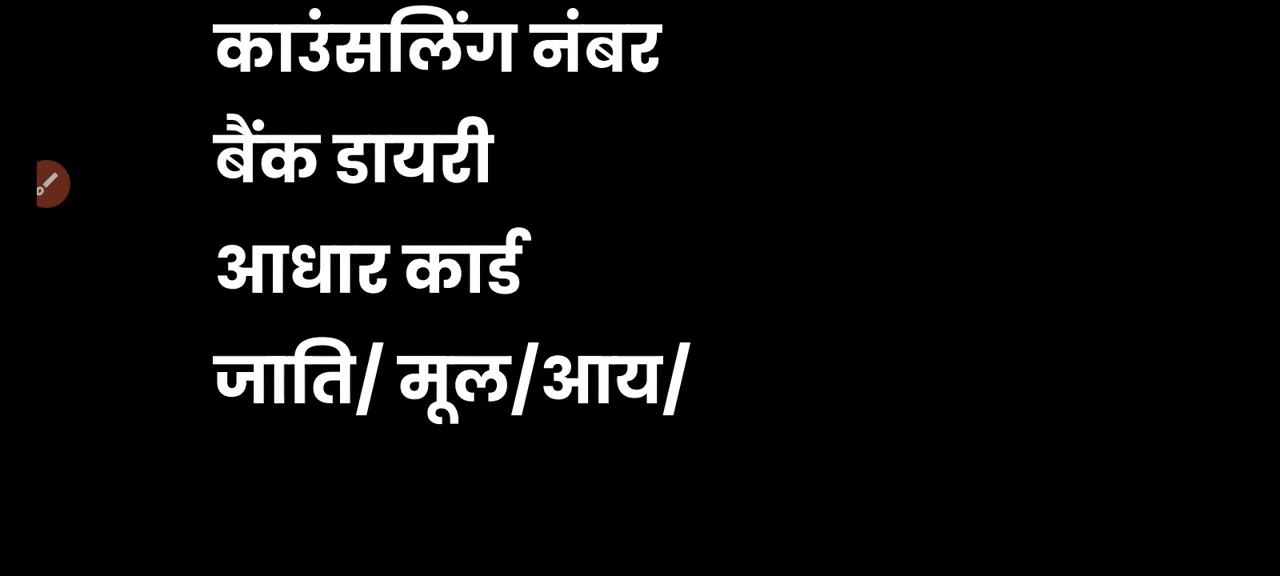 काउंसलिंग नंबर
बैंक डायरी
आधार कार्ड
जाति/ मूल/आय/